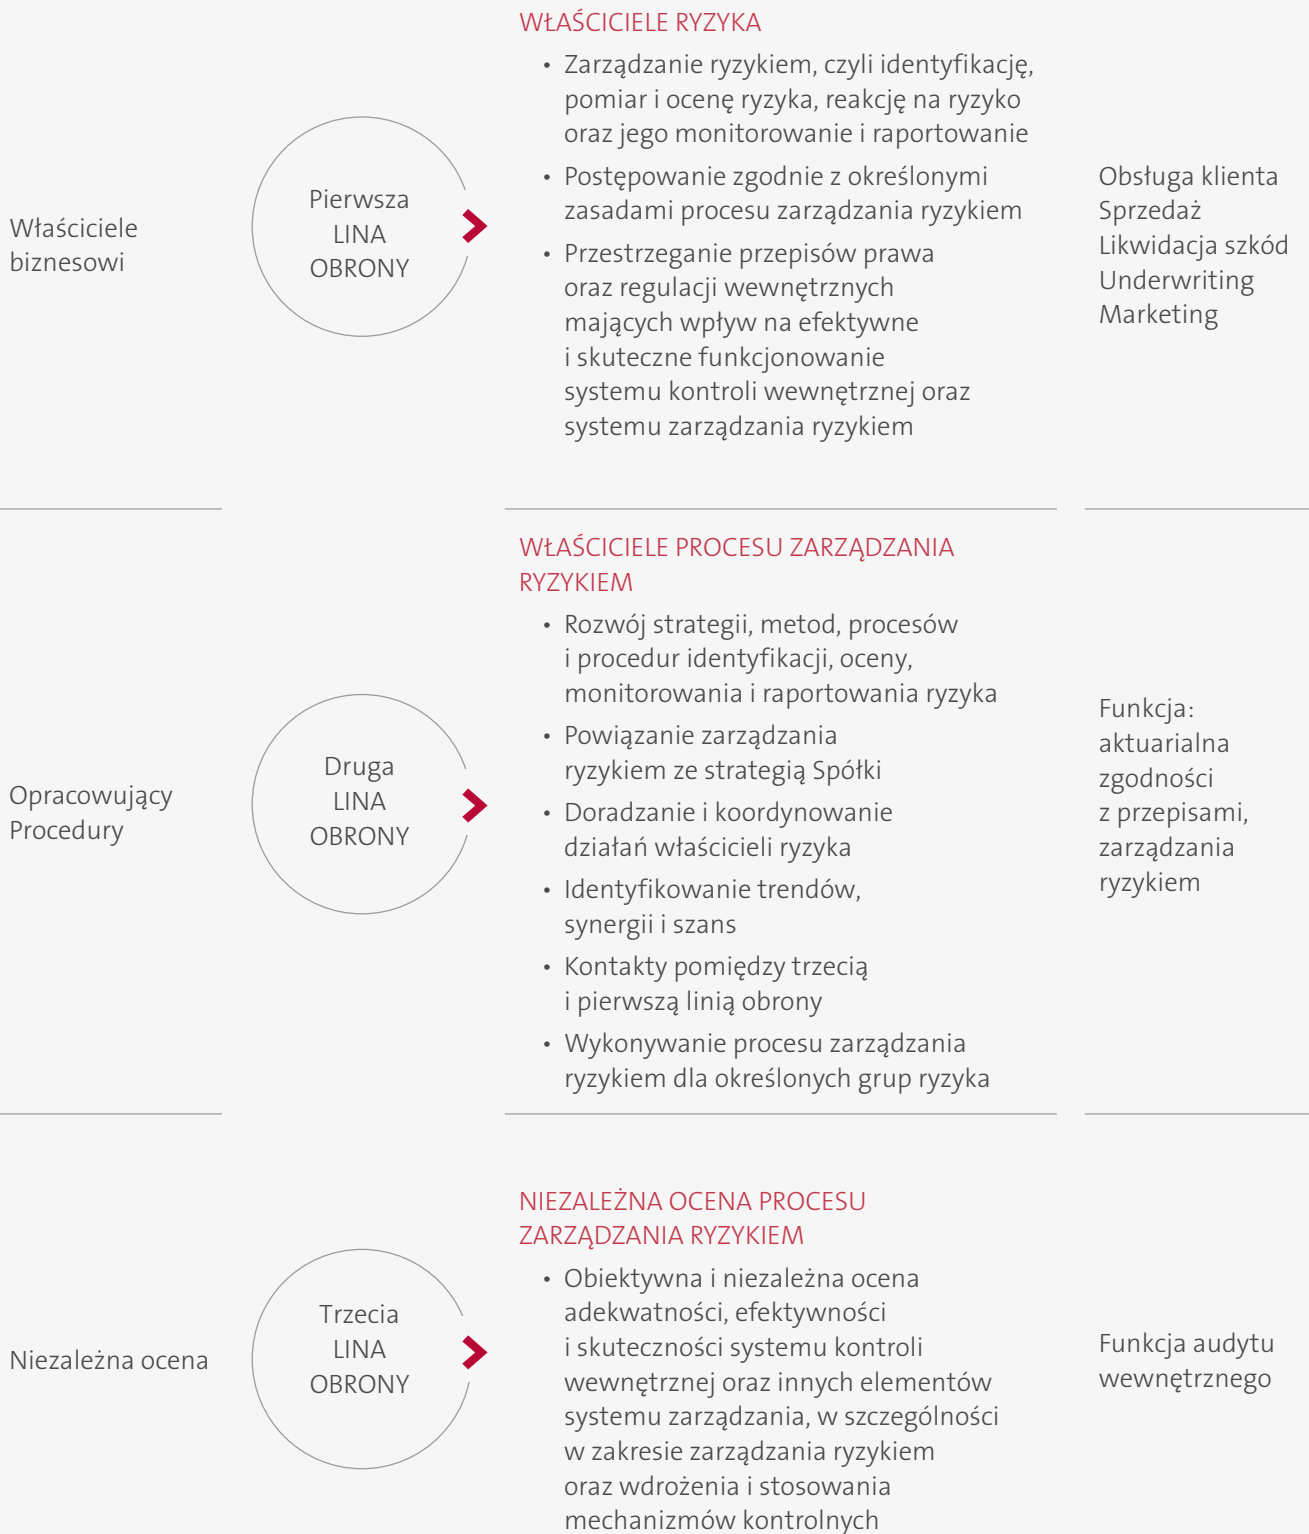 Właściciele
biznesowi
Pierwsza
LINA
OBRONY
WŁAŚCICIELE RYZYKA
• Zarządzanie ryzykiem, czyli identyfikację,
pomiar i ocenę ryzyka, reakcję na ryzyko
oraz jego monitorowanie i raportowanie
• Postępowanie zgodnie z określonymi
zasadami procesu zarządzania ryzykiem
• Przestrzeganie przepisów prawa
oraz regulacji wewnętrznych
mających wpływ na efektywne
i skuteczne funkcjonowanie
systemu kontroli wewnętrznej oraz
systemu zarządzania ryzykiem
Obsługa klienta
Sprzedaż
Likwidacja szkód
Underwriting
Marketing
Opracowujący
Procedury
Druga
LINA
OBRONY
WŁAŚCICIELE PROCESU ZARZĄDZANIA
RYZYKIEM
• Rozwój strategii, metod, procesów
i procedur identyfikacji, oceny,
monitorowania i raportowania ryzyka
• Powiązanie zarządzania
ryzykiem ze strategią Spółki
• Doradzanie i koordynowanie
działań właścicieli ryzyka
• Identyfikowanie trendów,
synergii i szans
• Kontakty pomiędzy trzecią
i pierwszą linią obrony
• Wykonywanie procesu zarządzania
ryzykiem dla określonych grup ryzyka
Funkcja:
aktuarialna
zgodności
z przepisami,
zarządzania
ryzykiem
Niezależna ocena
Trzecia
LINA
OBRONY
NIEZALEŻNA OCENA PROCESU
ZARZĄDZANIA RYZYKIEM
• Obiektywna i niezależna ocena
adekwatności, efektywności
i skuteczności systemu kontroli
wewnętrznej oraz innych elementów
systemu zarządzania, w szczególności
w zakresie zarządzania ryzykiem
oraz wdrożenia i stosowania
mechanizmów kontrolnych
Funkcja audytu
wewnętrznego